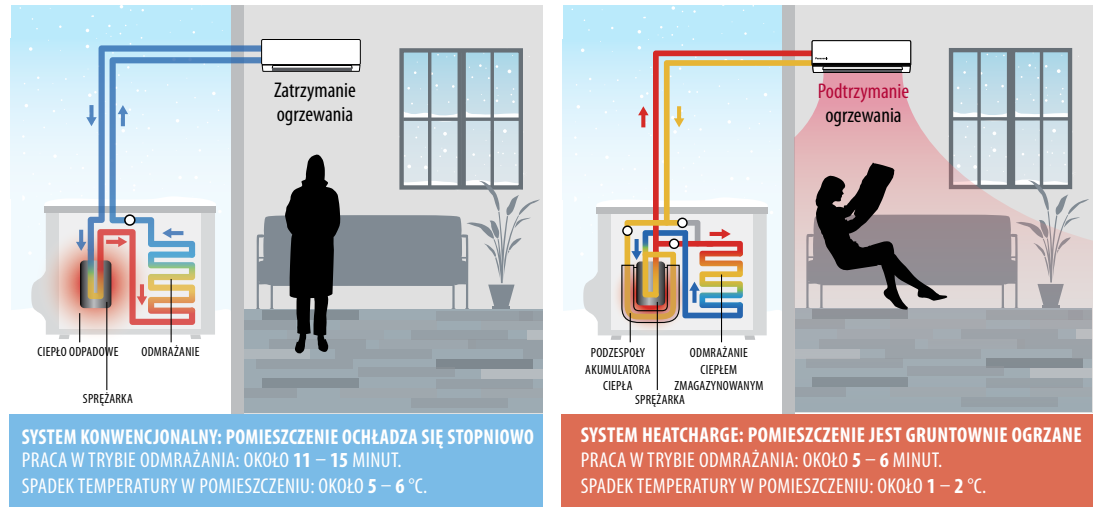 Zatrzymanie
ogrzewania
CIEPŁO ODPADOWE
ODMRAŻANIE
SPRĘŻARKA
SYSTEM KONWENCJONALNY: POMIESZCZENIE OCHŁADZA SIĘ STOPNIOWO
PRACA W TRYBIE ODMRAŻANIA: OKOŁO 11 – 15 MINUT.
SPADEK TEMPERATURY W POMIESZCZENIU: OKOŁO 5 – 6 °C.
Panasonic
Podtrzymanie
ogrzewania
PODZESPOŁY
AKUMULATORA
CIEPŁA
ODMRAŻANIE
CIEPŁEM
ZMAGAZYNOWANYM
SPRĘŻARKA
SYSTEM HEATCHARGE: POMIESZCZENIE JEST GRUNTOWNIE OGRZANE
PRACA W TRYBIE ODMRAŻANIA: OKOŁO 5 – 6 MINUT.
SPADEK TEMPERATURY W POMIESZCZENIU: OKOŁO 1 – 2 °C.